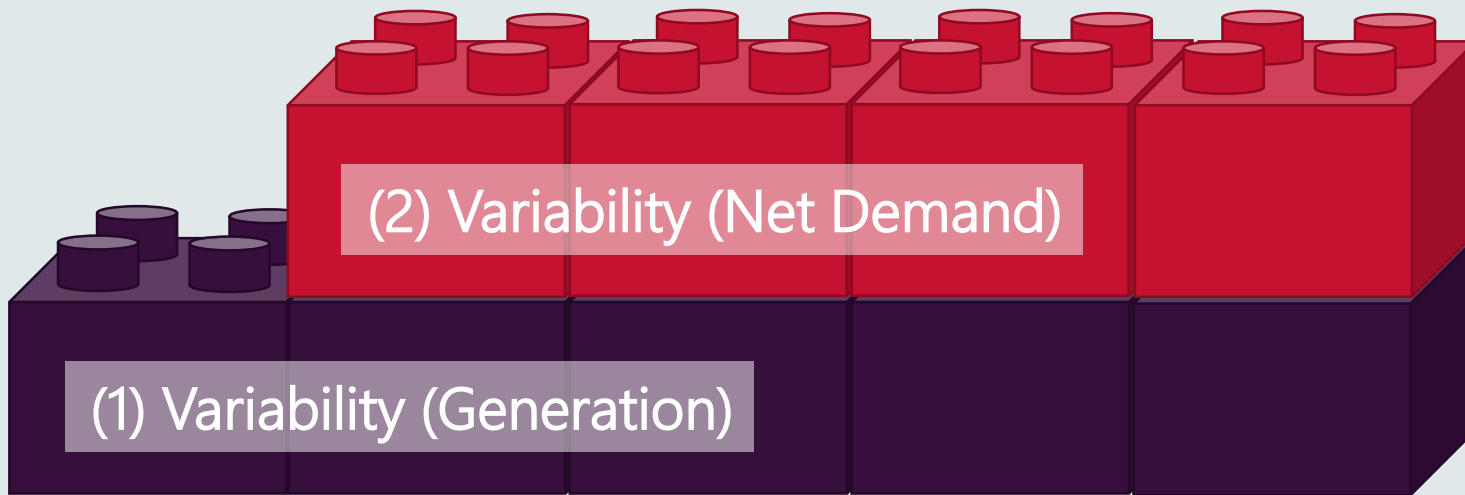 (2) Variability (Net Demand)
(1) Variability (Generation)